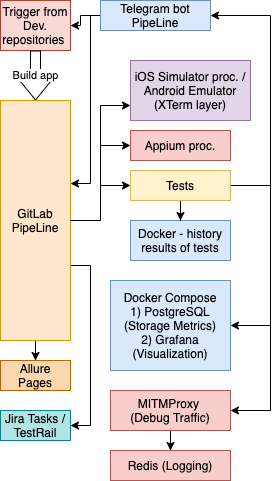 Trigger from
Dev.
repositories
Telegram bot
PipeLine
Build app
iOS Simulator proc. /
Android Emulator
(XTerm layer)
Appium proc.
Tests
GitLab
PipeLine
Docker - history
results of tests
Docker Compose
1) PostgreSQL
(Storage Metrics)
2) Grafana
(Visualization)
Allure
Pages
MITMProxy
(Debug Traffic)
Jira Tasks /
TestRail
Redis (Logging)